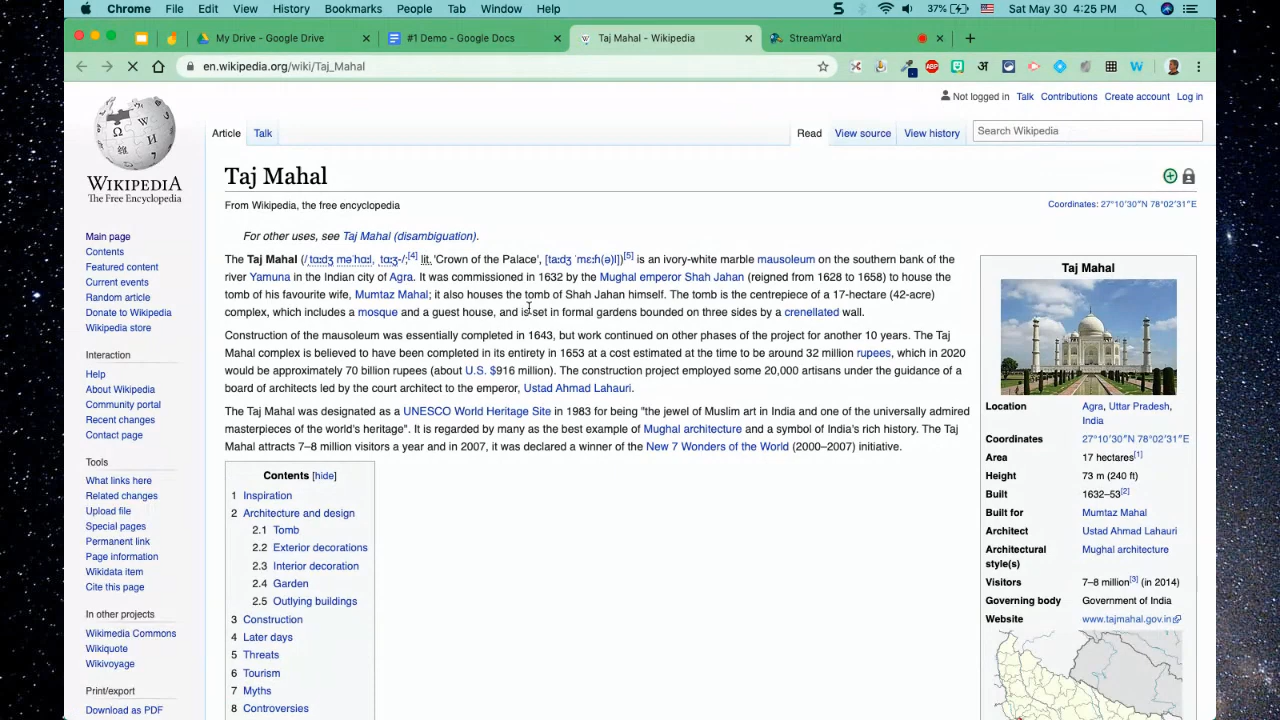 Chrome File Edit View History Bookmarks People Tab Window Help 37% Sat May 30 4:25 PM
My Drive - Google Drive #1 Demo - Google Docs Taj Mahal - Wikipedia StreamYard
en.wikipedia.org/wiki/Taj_Mahal
Not logged in Talk Contributions Create account Log in
Article Talk Read View source View history Search Wikipedia
WIKIPEDIA
The Free Encyclopedia
Main page
Contents
Featured content
Current events
Random article
Donate to Wikipedia
Wikipedia store
Interaction
Help
About Wikipedia
Community portal
Recent changes
Contact page
Tools
What links here
Related changes
Upload file
Special pages
Permanent link
Page information
Wikidata item
Cite this page
In other projects
Wikimedia Commons
Wikiquote
Wikivoyage
Print/export
Download as PDF
Taj Mahal
From Wikipedia, the free encyclopedia
Coordinates: 27°10′30″N 78°02′31″E
For other uses, see Taj Mahal (disambiguation).
The Taj Mahal (/ˌtɑːdʒ məˈhɑːl, ˌtɑːʒ-/;[4] lit. 'Crown of the Palace', [taːdʒ ˈmɛːɦ(ə)l])[5] is an ivory-white marble mausoleum on the southern bank of the
river Yamuna in the Indian city of Agra. It was commissioned in 1632 by the Mughal emperor Shah Jahan (reigned from 1628 to 1658) to house the
tomb of his favourite wife, Mumtaz Mahal; it also houses the tomb of Shah Jahan himself. The tomb is the centrepiece of a 17-hectare (42-acre)
complex, which includes a mosque and a guest house, and is set in formal gardens bounded on three sides by a crenellated wall.
Construction of the mausoleum was essentially completed in 1643, but work continued on other phases of the project for another 10 years. The Taj
Mahal complex is believed to have been completed in its entirety in 1653 at a cost estimated at the time to be around 32 million rupees, which in 2020
would be approximately 70 billion rupees (about U.S. $916 million). The construction project employed some 20,000 artisans under the guidance of a
board of architects led by the court architect to the emperor, Ustad Ahmad Lahauri.
The Taj Mahal was designated as a UNESCO World Heritage Site in 1983 for being "the jewel of Muslim art in India and one of the universally admired
masterpieces of the world's heritage". It is regarded by many as the best example of Mughal architecture and a symbol of India's rich history. The Taj
Mahal attracts 7–8 million visitors a year and in 2007, it was declared a winner of the New 7 Wonders of the World (2000–2007) initiative.
Contents [hide]
1 Inspiration
2 Architecture and design
2.1 Tomb
2.2 Exterior decorations
2.3 Interior decoration
2.4 Garden
2.5 Outlying buildings
3 Construction
4 Later days
5 Threats
6 Tourism
7 Myths
8 Controversies
Taj Mahal
Location Agra, Uttar Pradesh,
India
Coordinates 27°10′30″N 78°02′31″E
Area 17 hectares[1]
Height 73 m (240 ft)
Built 1632–53[2]
Built for Mumtaz Mahal
Architect Ustad Ahmad Lahauri
Architectural Mughal architecture
style(s)
Visitors 7–8 million[3] (in 2014)
Governing body Government of India
Website www.tajmahal.gov.in